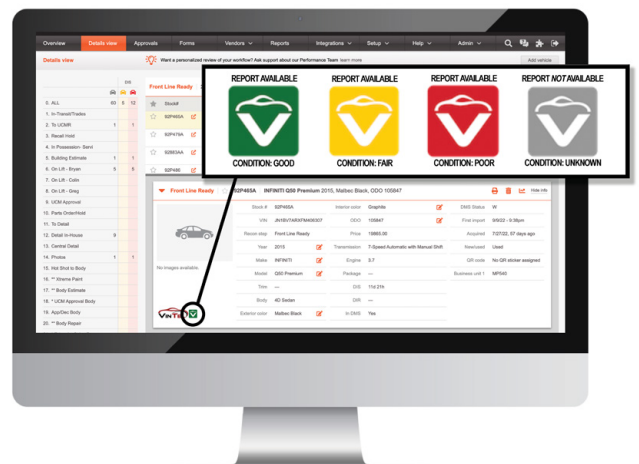 Overview Details view Approvals Forms Vendors Reports Integrations Setup Help Admin
Details view Want a personalized review of your workflow? Ask support about our Performance Team learn more Add vehicle
REPORT AVAILABLE REPORT AVAILABLE REPORT AVAILABLE REPORT NOT AVAILABLE
CONDITION: GOOD CONDITION: FAIR CONDITION: POOR CONDITION: UNKNOWN
Front Line Ready
Stock#
92P465A
92P479A
92M34AA
92P486
0. ALL 60 8 12
1. In-Transit/Trades
2. To UCMR 1 1
3. Recall Hold
4. In Possession- Servi
5. Building Estimate 1 1
6. On Lift - Bryen 5 5
7. On Lift - Colin
8. On Lift - Greg
9. UCM Approval
10. Parts Order/Hold
11. To Detail
12. Detail In-House 9
13. Central Detail
14. Photos 1 1
15. Hot Shot to Body
16. ** Xtreme Paint
17. ** Body Estimate
18. * UCM Approval Body
19. App/Dec Body
20. ** Body Repair
Front Line Ready 92P465A INFINITI Q50 Premium 2015, Malbec Black, ODO 105847 Hide info
Stock # 92P465A Interior color Graphite DMS Status W
VIN ODO 105847 First import 9/9/22 - 9:38pm
Recon step Front Line Ready Price Acquired 7/27/22, 57 days ago
Year 2015 Transmission 7-Speed Automatic with Manual Shift New/used Used
Make INFINITI Engine 3.7 QR code No QR sticker assigned
No images available.
Model Q50 Premium Package — Business unit 1 MP540
Trim — DIS 11d 21h
Body 4D Sedan DIR —
Exterior color Malbec Black In DMS Yes